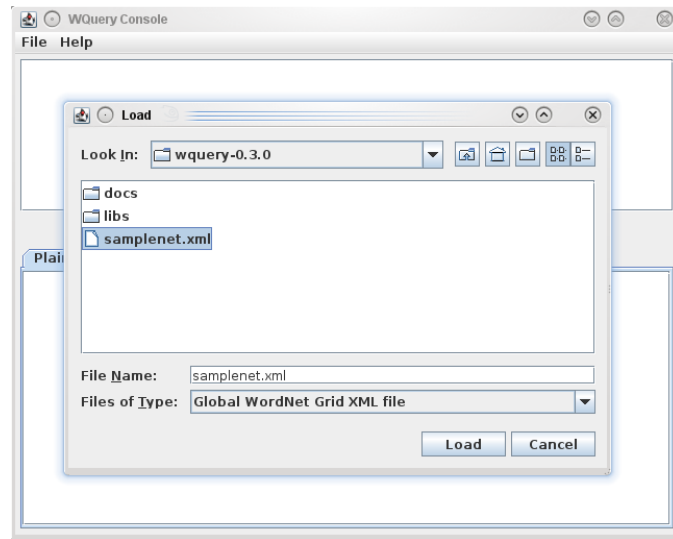 WQuery Console
File Help
Load
Look In: wquery-0.3.0
docs
libs
samplenet.xml
Plai
File Name: samplenet.xml
Files of Type: Global WordNet Grid XML file
Load Cancel